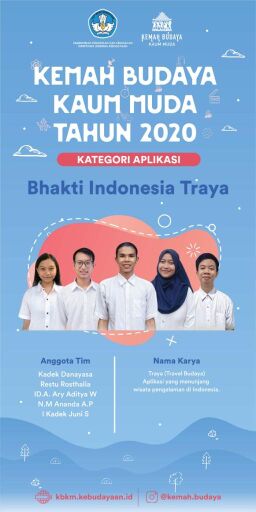 KEMAH BUDAYA
KAUM MUDA
KEMAH BUDAYA
KAUM MUDA
TAHUN 2020
KATEGORI APLIKASI
Bhakti Indonesia Traya
Anggota Tim
Kadek Danayasa
Restu Rosthalia
ID.A. Ary Aditya W
N.M Ananda A.P
I Kadek Juni S
Nama Karya
Traya (Travel Budaya)
Aplikasi yang menunjang
wisata pengalaman di Indonesia.
kbkm.kebudayaan.id
@kemah.budaya